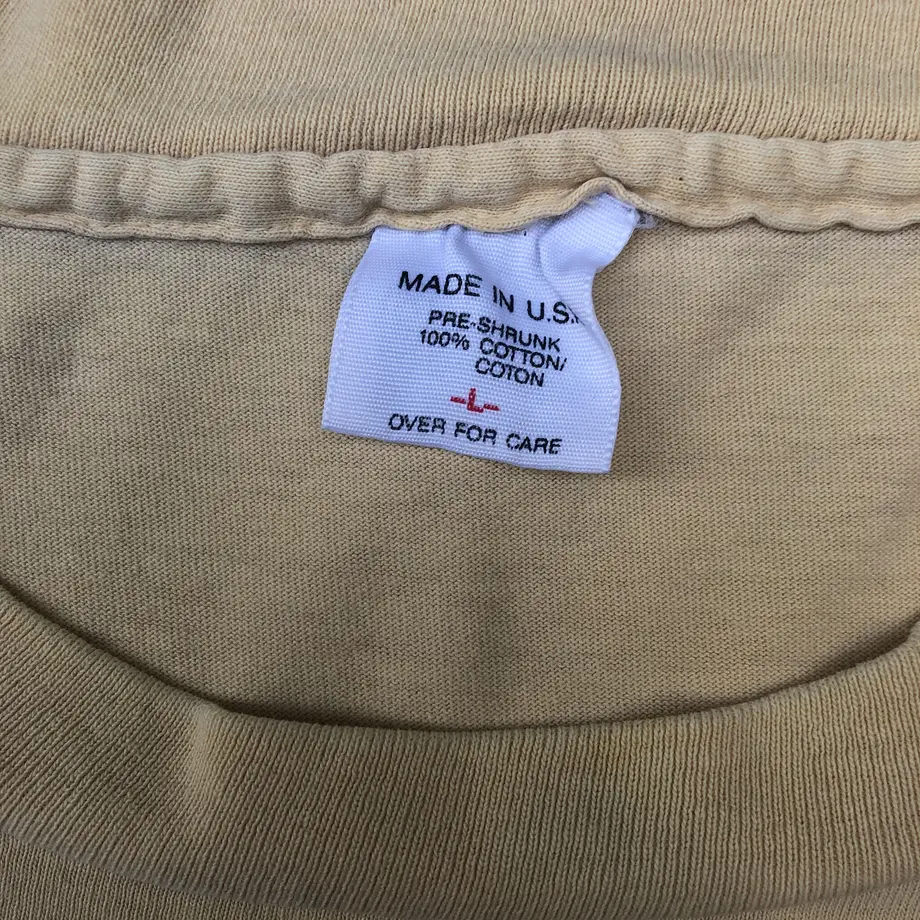 MADE IN U.S.
PRE-SHRUNK
100% COTTON/
COTON
-L-
OVER FOR CARE